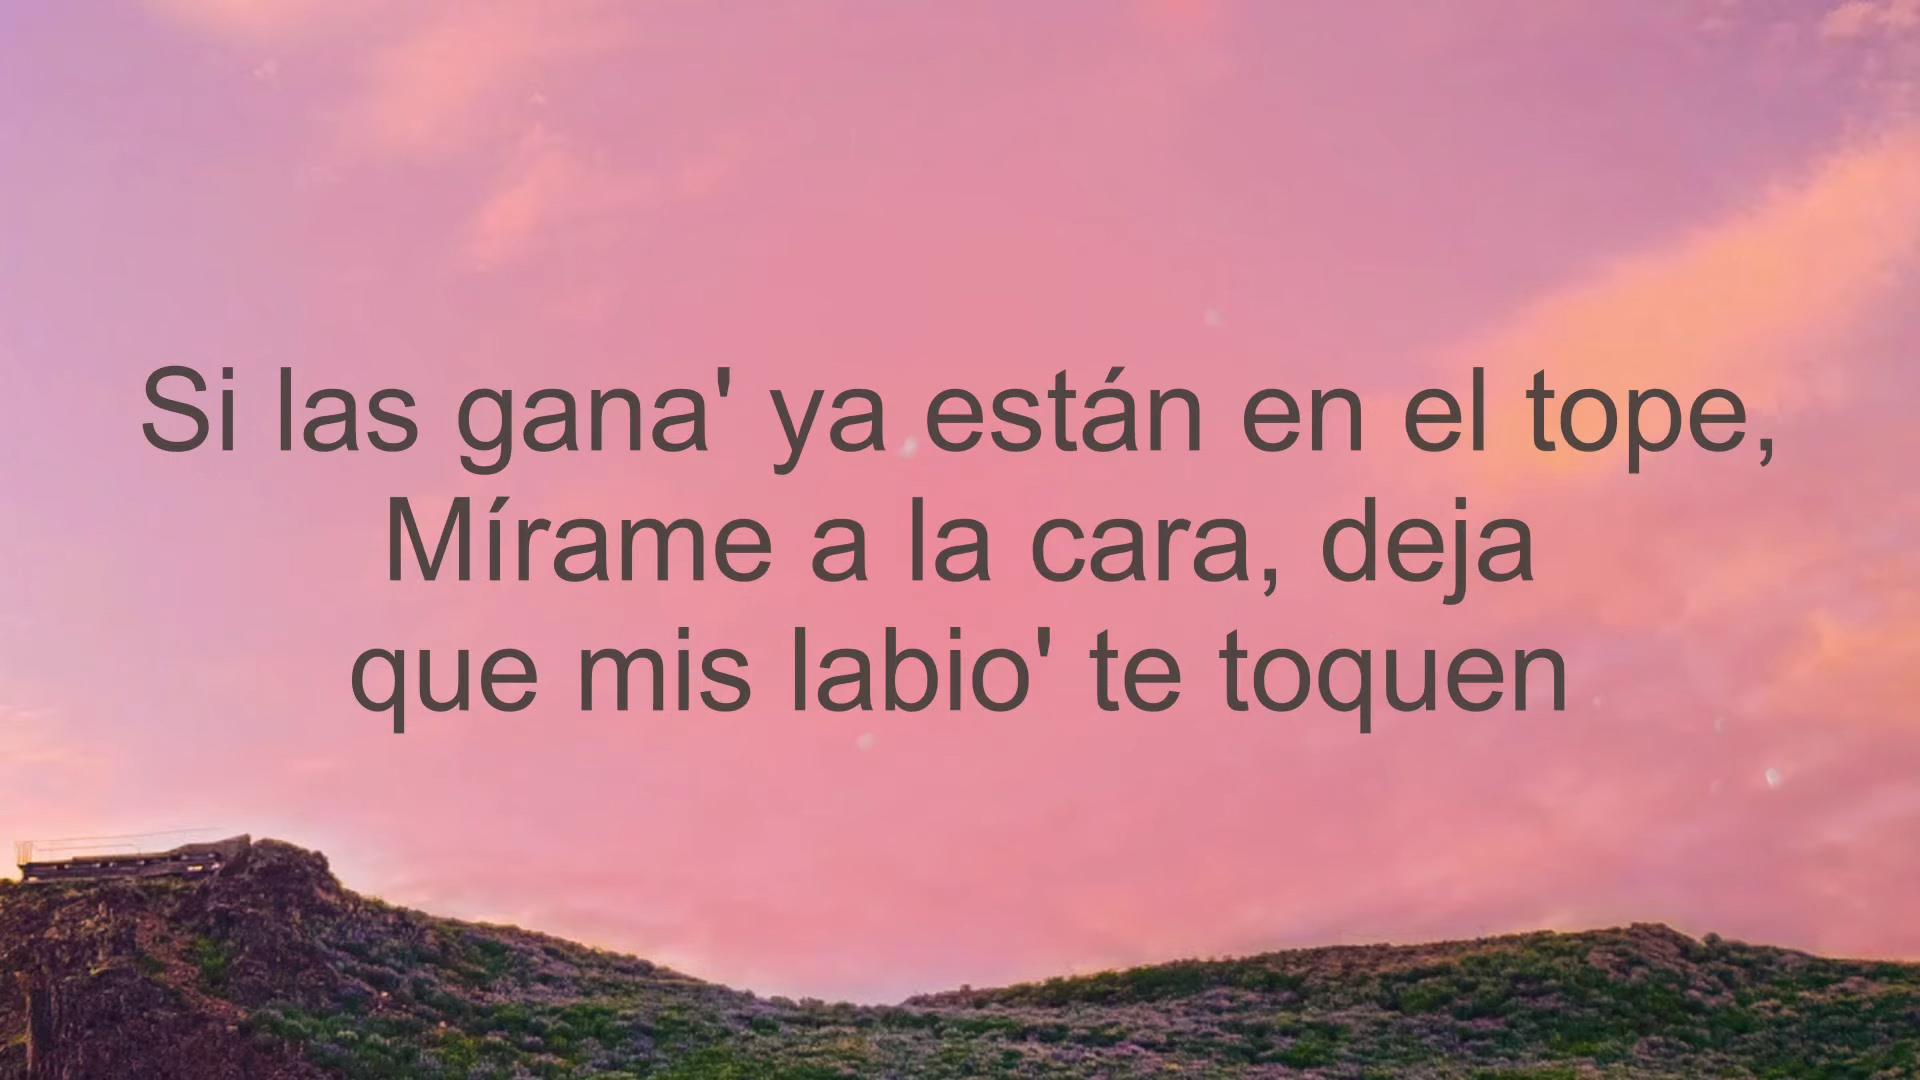 Si las gana' ya están en el tope,
Mírame a la cara, deja
que mis labio' te toquen